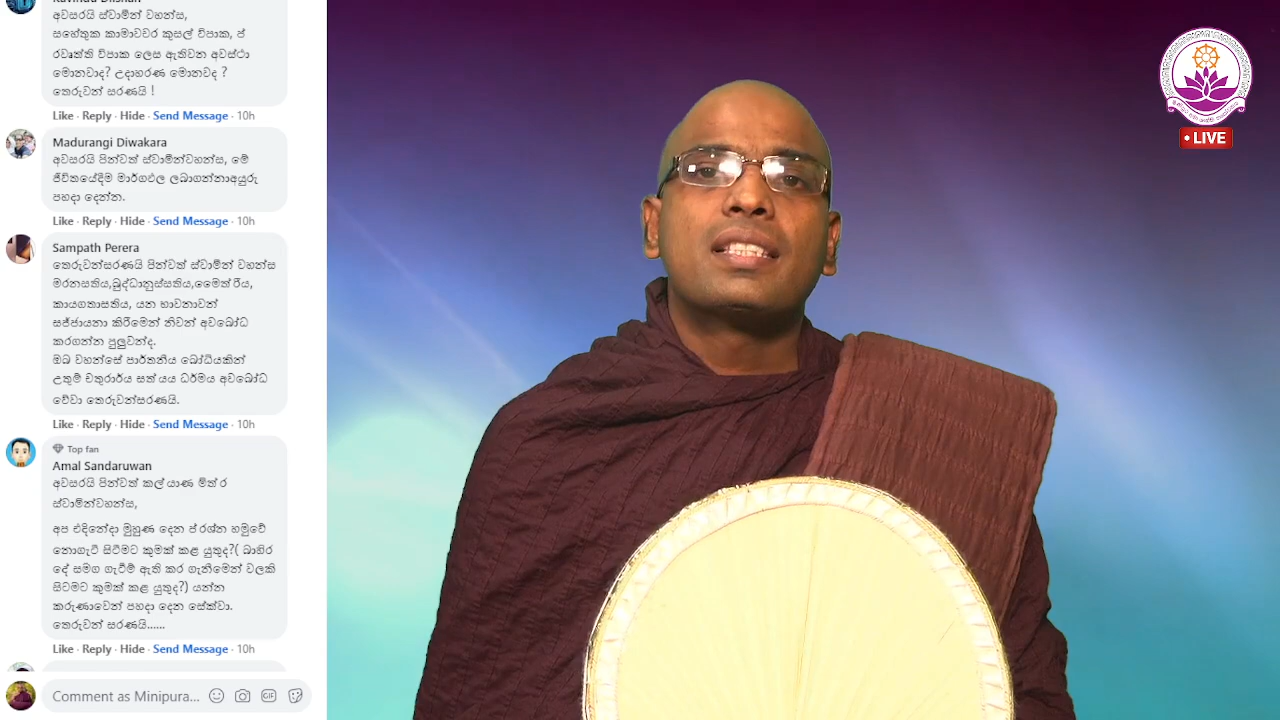 අවසරයි ස්වාමීන් වහන්ස,
සහේතුක කාමාවචර කුසල් විපාක, ප්
රවෘත්ති විපාක ලෙස ඇතිවන අවස්ථා
මොනවාද? උදාහරණ මොනවද ?
තෙරුවන් සරණයි !
Like · Reply · Hide · Send Message · 10h
Madurangi Diwakara
අවසරයි පින්වත් ස්වාමීන්වහන්ස, මේ
ජීවිතයේදීම මාර්ගඵල ලබාගන්නාඅයුරු
පහදා දෙන්න.
Like · Reply · Hide · Send Message · 10h
Sampath Perera
තෙරුවන්සරණයි පින්වත් ස්වාමීන් වහන්ස
මරනසතිය,බුද්ධානුස්සතිය,මෛත් රීය,
කායගතාසතිය, යන භාවනාවන්
සජ්ජායනා කිරීමෙන් නිවන් අවබෝධ
කරගන්න පුලුවන්ද.
ඔබ වහන්සේ පාර්තනීය බෝධියකින්
උතුම් චතුරාර්ය සත් යය ධර්මය අවබෝධ
වේවා තෙරුවන්සරණයි.
Like · Reply · Hide · Send Message · 10h
Top fan
Amal Sandaruwan
අවසරයි පින්වත් කල් යාණ මිත් ර
ස්වාමීන්වහන්ස,
අප එදිනේදා මුහුණ දෙන ප් රශ්න හමුවේ
නොගැටී සිටීමට කුමක් කළ යුතුද?( බාහිර
දේ සමග ගැටීම් ඇති කර ගැනීමෙන් වලකි
සිටමට කුමක් කළ යුතුද?) යන්න
කරුණාවෙන් පහදා දෙන සේක්වා.
තෙරුවන් සරණයි......
Like · Reply · Hide · Send Message · 10h
Comment as Minipura...
GIF
LIVE